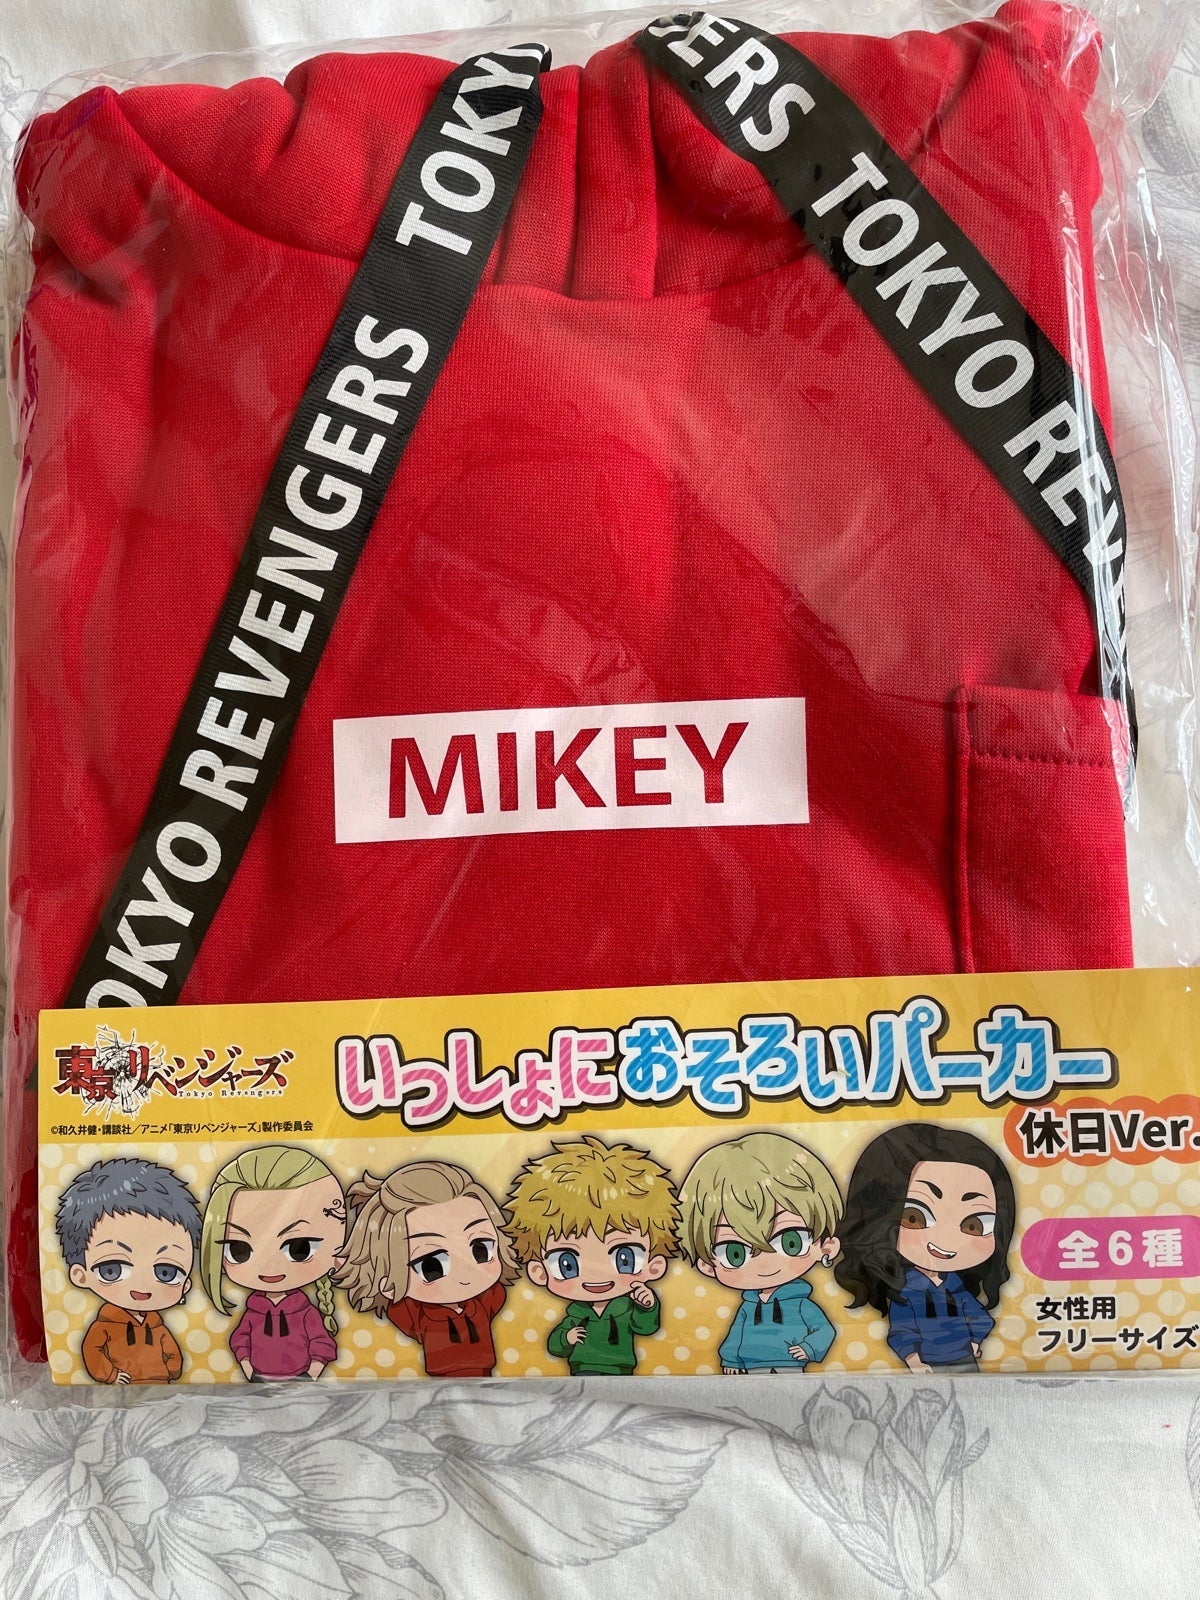 TOKYO REVENGERS TOKYO
TOKYO REVENGERS
MIKEY
東京リベンジャーズ
Tokyo Revengers
©和久井健・講談社／アニメ「東京リベンジャーズ」製作委員会
いっしょにおそろいパーカー
休日Ver.
全6種
女性用
フリーサイズ